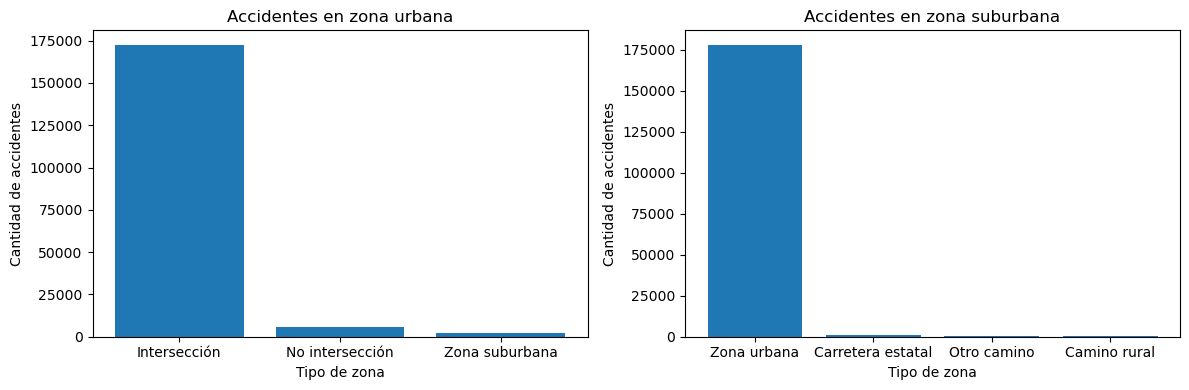 Accidentes en zona urbana
Cantidad de accidentes
175000
150000
125000
100000
75000
50000
25000
0
Intersección
No intersección
Zona suburbana
Tipo de zona
Accidentes en zona suburbana
Cantidad de accidentes
175000
150000
125000
100000
75000
50000
25000
0
Zona urbana
Carretera estatal
Otro camino
Camino rural
Tipo de zona